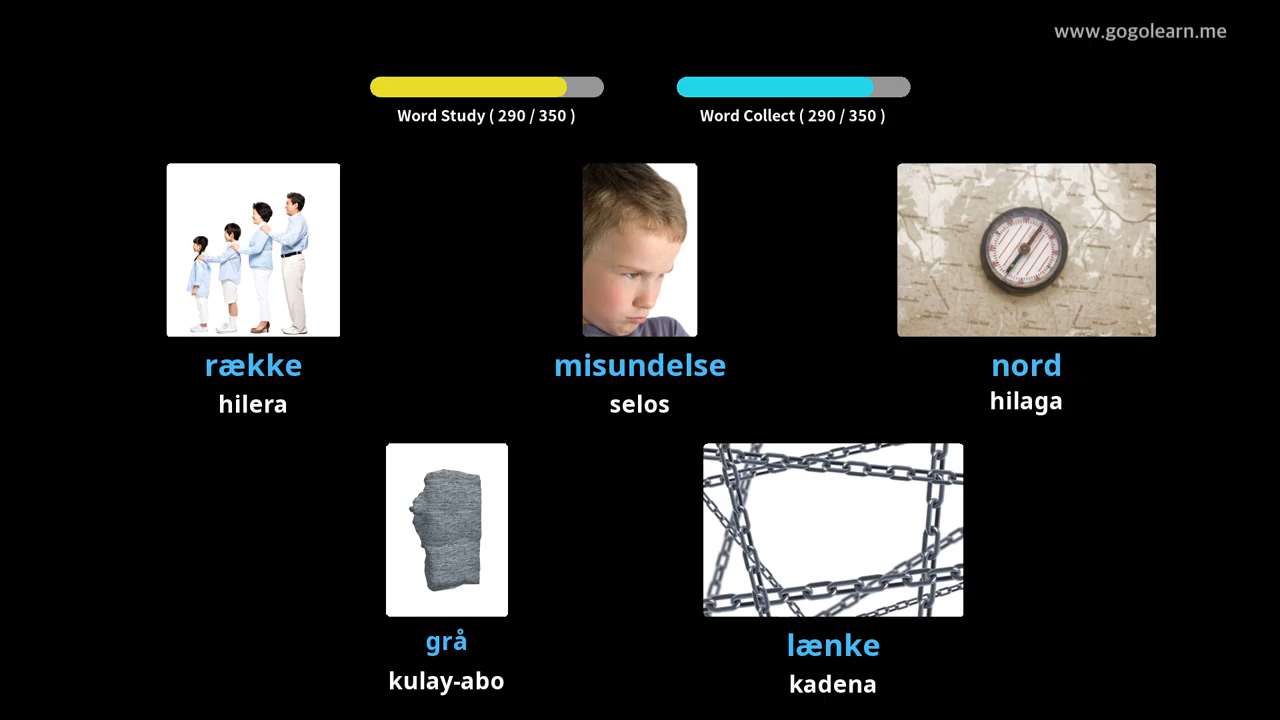 www.gogolearn.me
Word Study ( 290 / 350 )
Word Collect ( 290 / 350 )
række
hilera
misundelse
selos
nord
hilaga
grå
kulay-abo
lænke
kadena